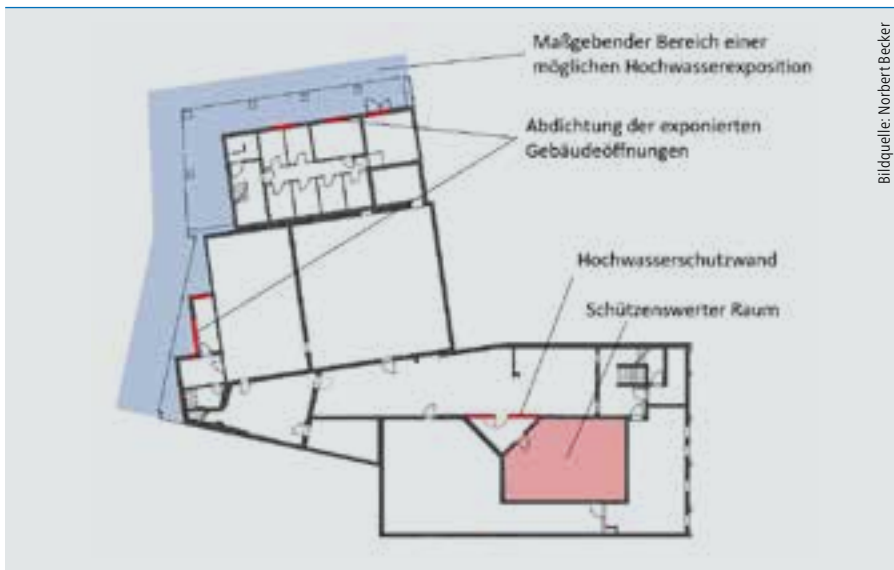 Maßgebender Bereich einer
möglichen Hochwasserexposition
Abdichtung der exponierten
Gebäudeöffnungen
Hochwasserschutzwand
Schützenswerter Raum
Bildquelle: Norbert Becker